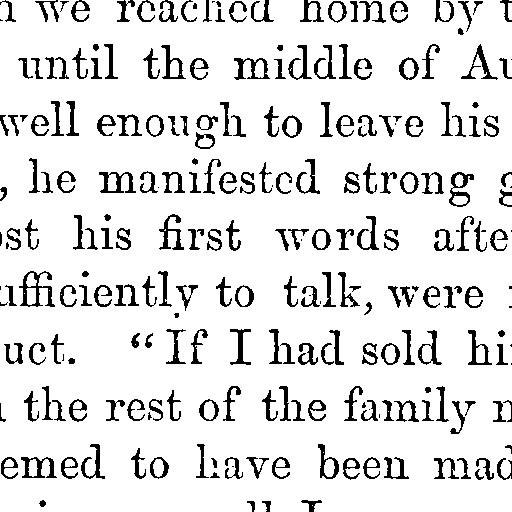 we reached home by
until the middle of Au
well enough to leave his
, he manifested strong g
ost his first words afte
ufficiently to talk, were
uct. “If I had sold hi
the rest of the family
emed to have been mad